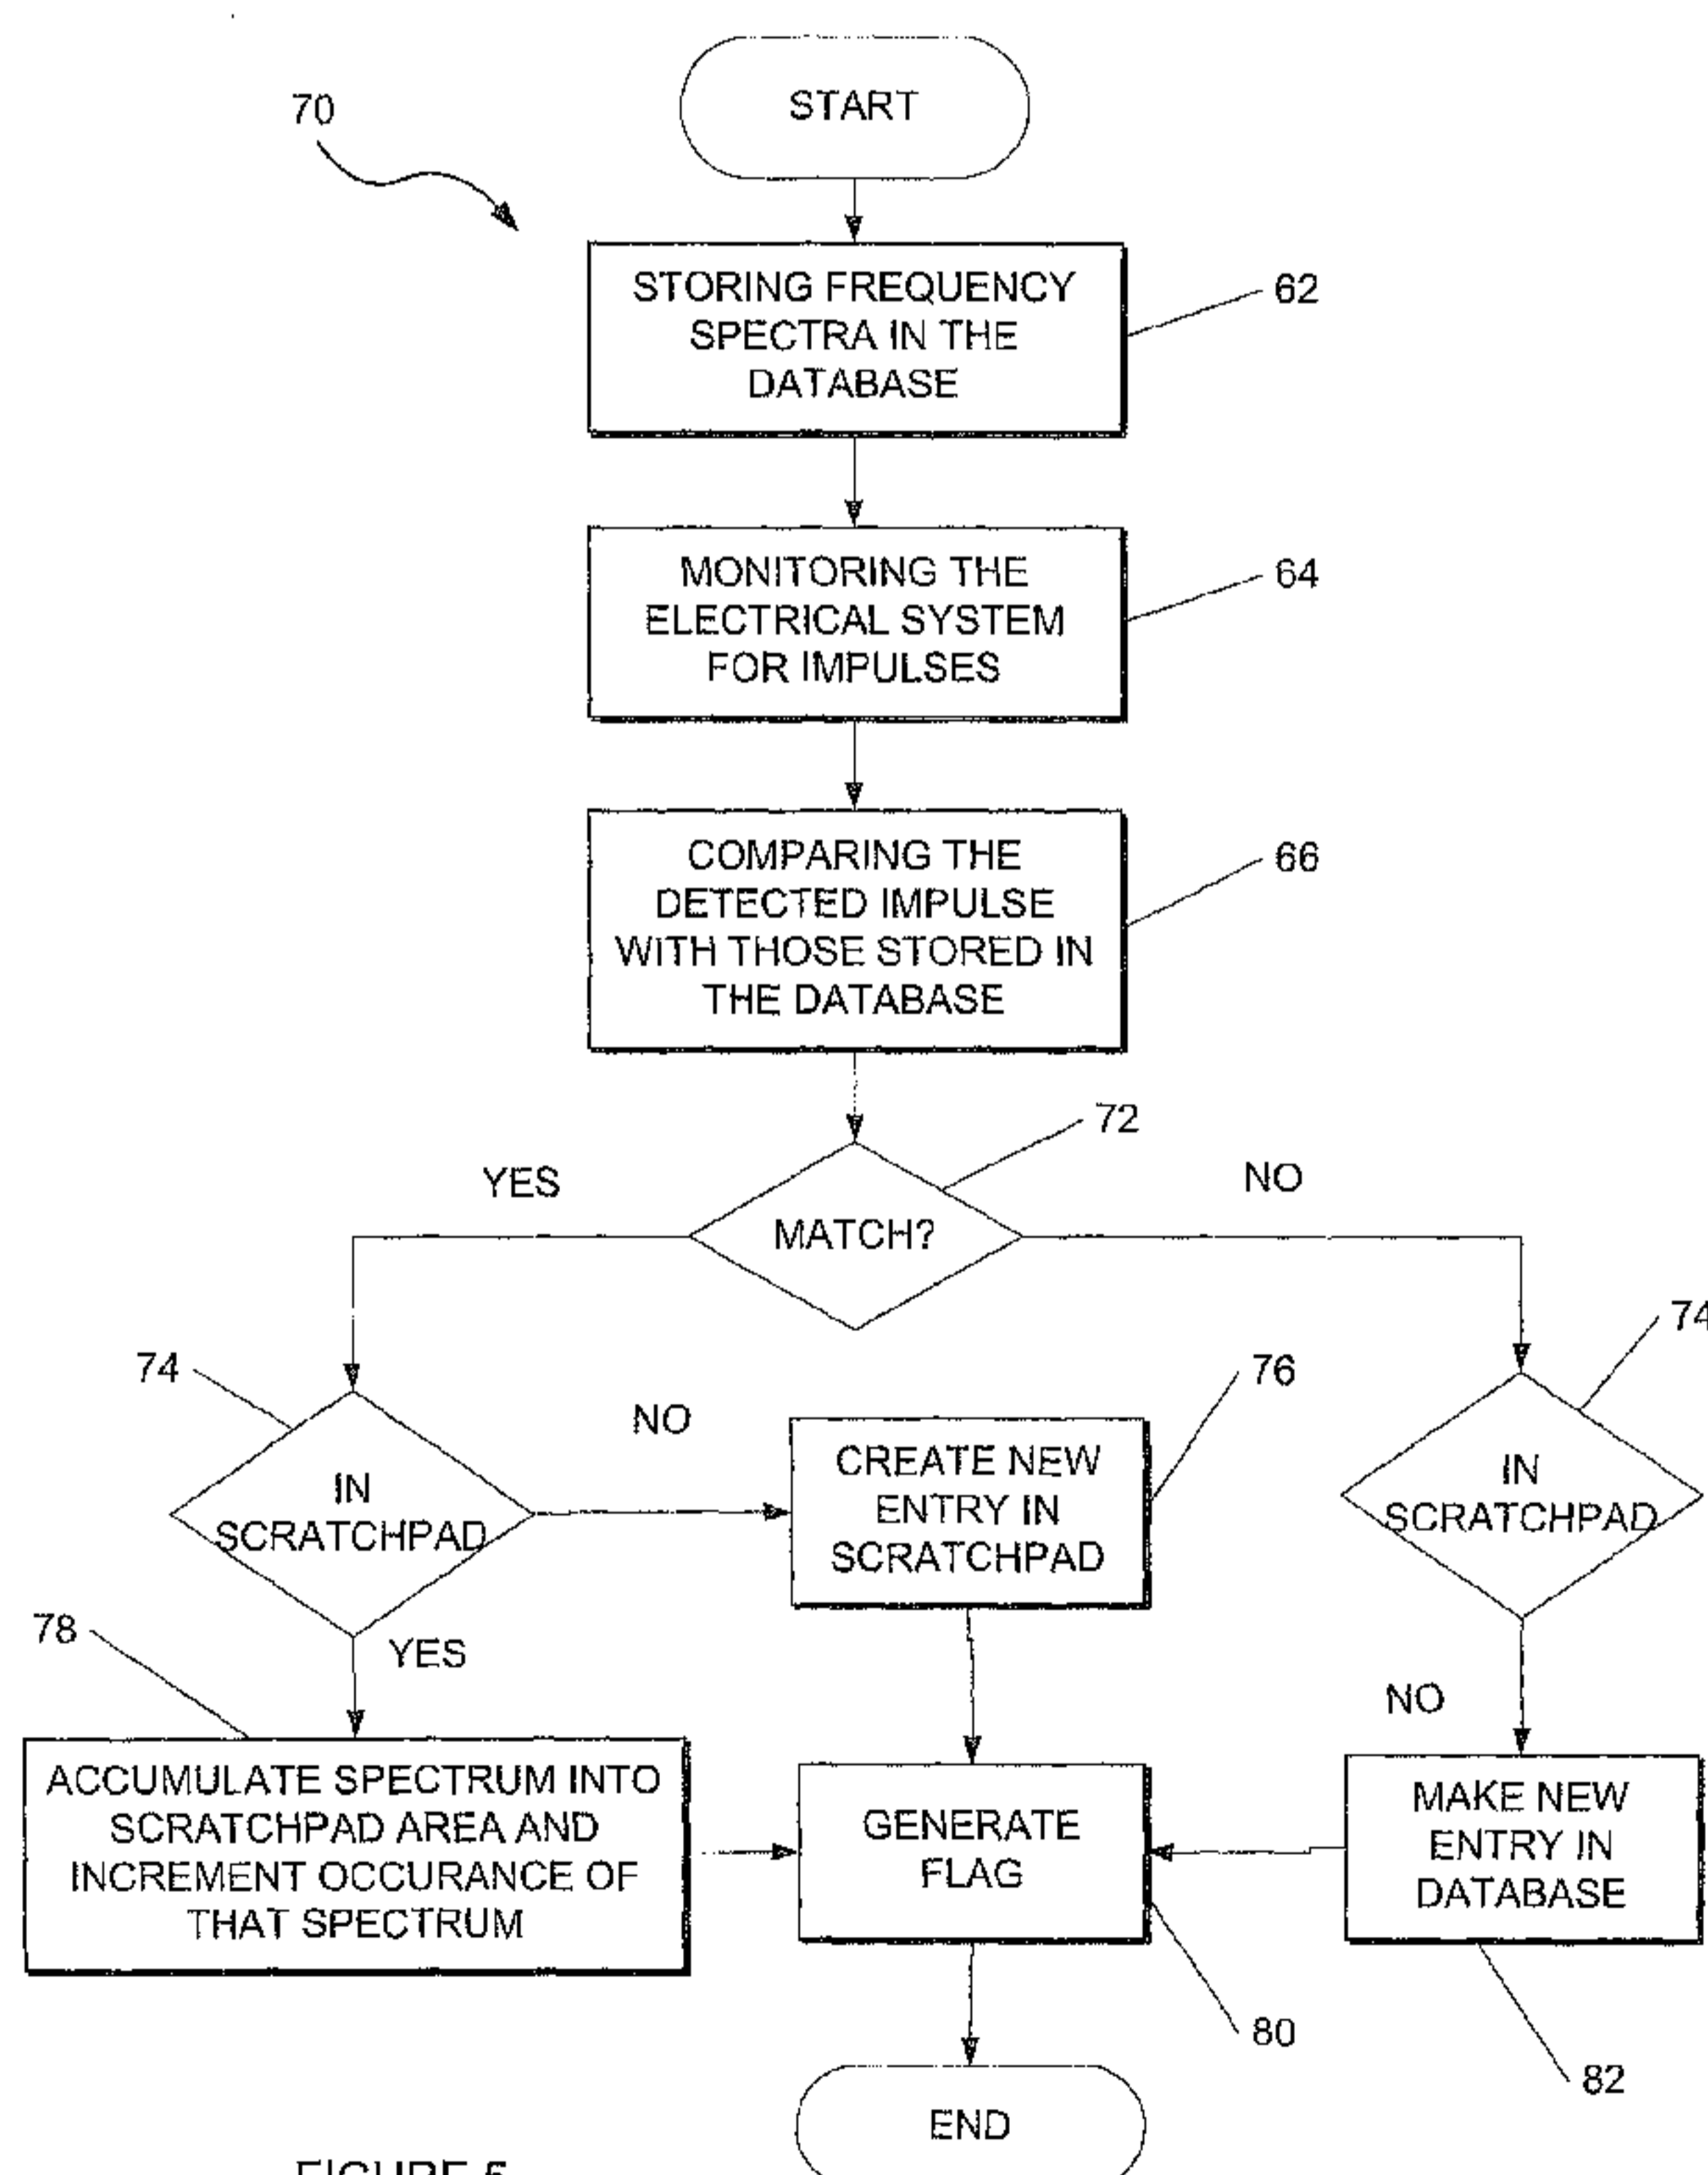 START
70
STORING FREQUENCY
SPECTRA IN THE
DATABASE
62
MONITORING THE
ELECTRICAL SYSTEM
FOR IMPULSES
64
COMPARING THE
DETECTED IMPULSE
WITH THOSE STORED IN
THE DATABASE
66
72
YES
MATCH?
NO
74
IN
SCRATCHPAD
NO
CREATE NEW
ENTRY IN
SCRATCHPAD
76
74
IN
SCRATCHPAD
78
YES
NO
ACCUMULATE SPECTRUM INTO
SCRATCHPAD AREA AND
INCREMENT OCCURANCE OF
THAT SPECTRUM
GENERATE
FLAG
MAKE NEW
ENTRY IN
DATABASE
80
82
END
FIGURE 5